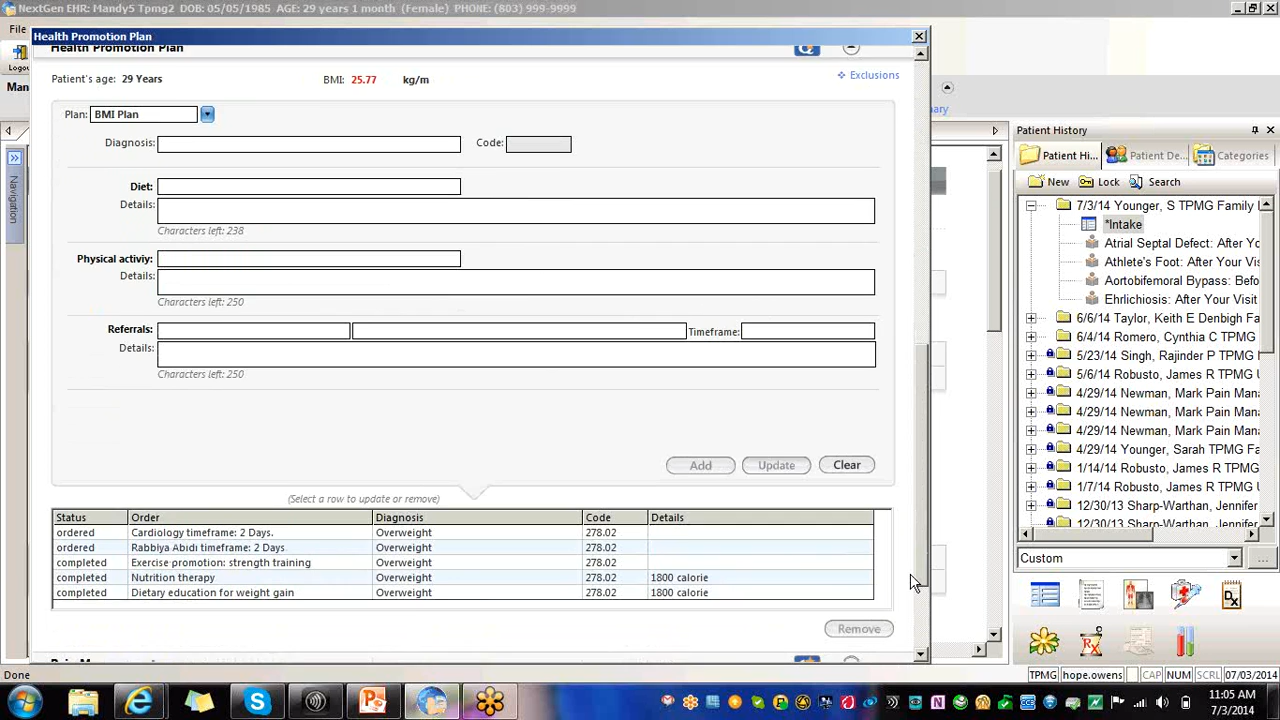 NextGen EHR: Mandy5 Tpmg2 DOB: 05/05/1985 AGE: 29 years 1 month (Female) PHONE: (803) 999-9999
File
Health Promotion Plan
Logou
Health Promotion Plan
Patient's age: 29 Years BMI: 25.77 kg/m Exclusions
Man
ary
Plan: BMI Plan
Diagnosis: Code:
Diet:
Details:
Characters left: 238
Physical activiy:
Details:
Characters left: 250
Referrals: Timeframe:
Details:
Characters left: 250
Add Update Clear
(Select a row to update or remove)
Status Order Diagnosis Code Details
ordered Cardiology timeframe: 2 Days. Overweight 278.02
ordered Rabbiya Abidi timeframe: 2 Days Overweight 278.02
completed Exercise promotion: strength training Overweight 278.02
completed Nutrition therapy Overweight 278.02 1800 calorie
completed Dietary education for weight gain Overweight 278.02 1800 calorie
Remove
Navigation
Patient History
Patient Hi... Patient De... Categories
New Lock Search
7/3/14 Younger, S TPMG Family
*Intake
Atrial Septal Defect: After Yo
Athlete's Foot: After Your Vis
Aortobifemoral Bypass: Befo
Ehrlichiosis: After Your Visit
6/6/14 Taylor, Keith E Denbigh Fa
6/4/14 Romero, Cynthia C TPMG
5/23/14 Singh, Rajinder P TPMG
5/6/14 Robusto, James R TPMG U
4/29/14 Newman, Mark Pain Mana
4/29/14 Newman, Mark Pain Mana
4/29/14 Younger, Sarah TPMG Fa
1/14/14 Robusto, James R TPMG
1/7/14 Robusto, James R TPMG U
12/30/13 Sharp-Warthan, Jennifer
12/30/13 Sharp-Warthan, Jennifer
Custom
Done
TPMG hope.owens CAP NUM SCRL 07/03/2014
11:05 AM
7/3/2014